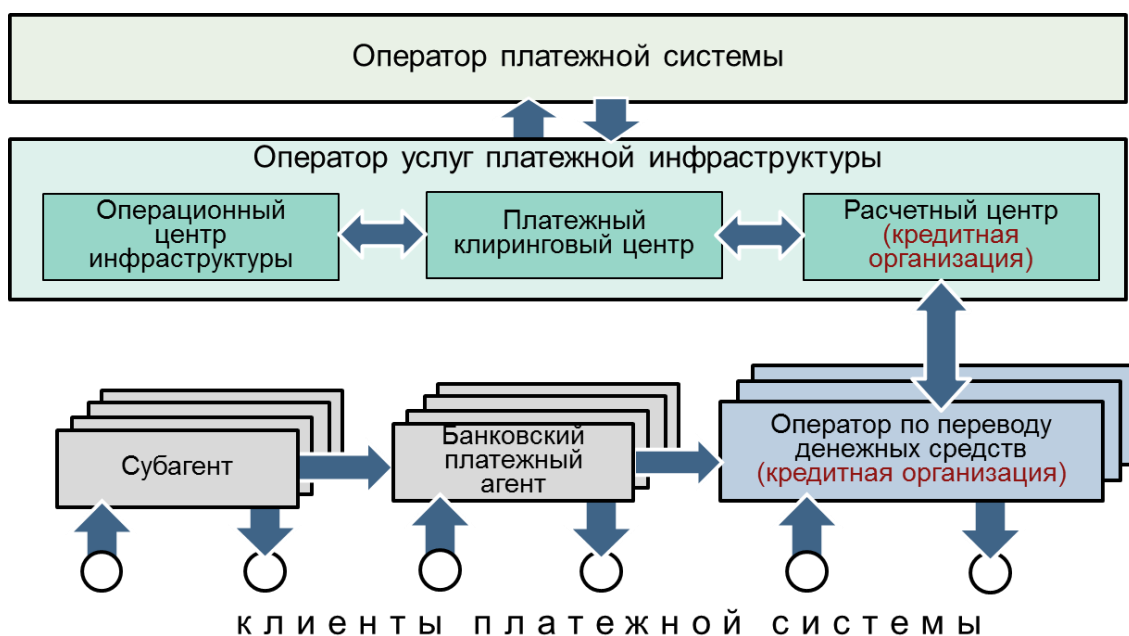 Оператор платежной системы
Оператор услуг платежной инфраструктуры
Операционный
центр
инфраструктуры
Платежный
клиринговый центр
Расчетный центр
(кредитная
организация)
Субагент
Банковский
платежный
агент
Оператор по переводу
денежных средств
(кредитная организация)
клиенты платежной системы